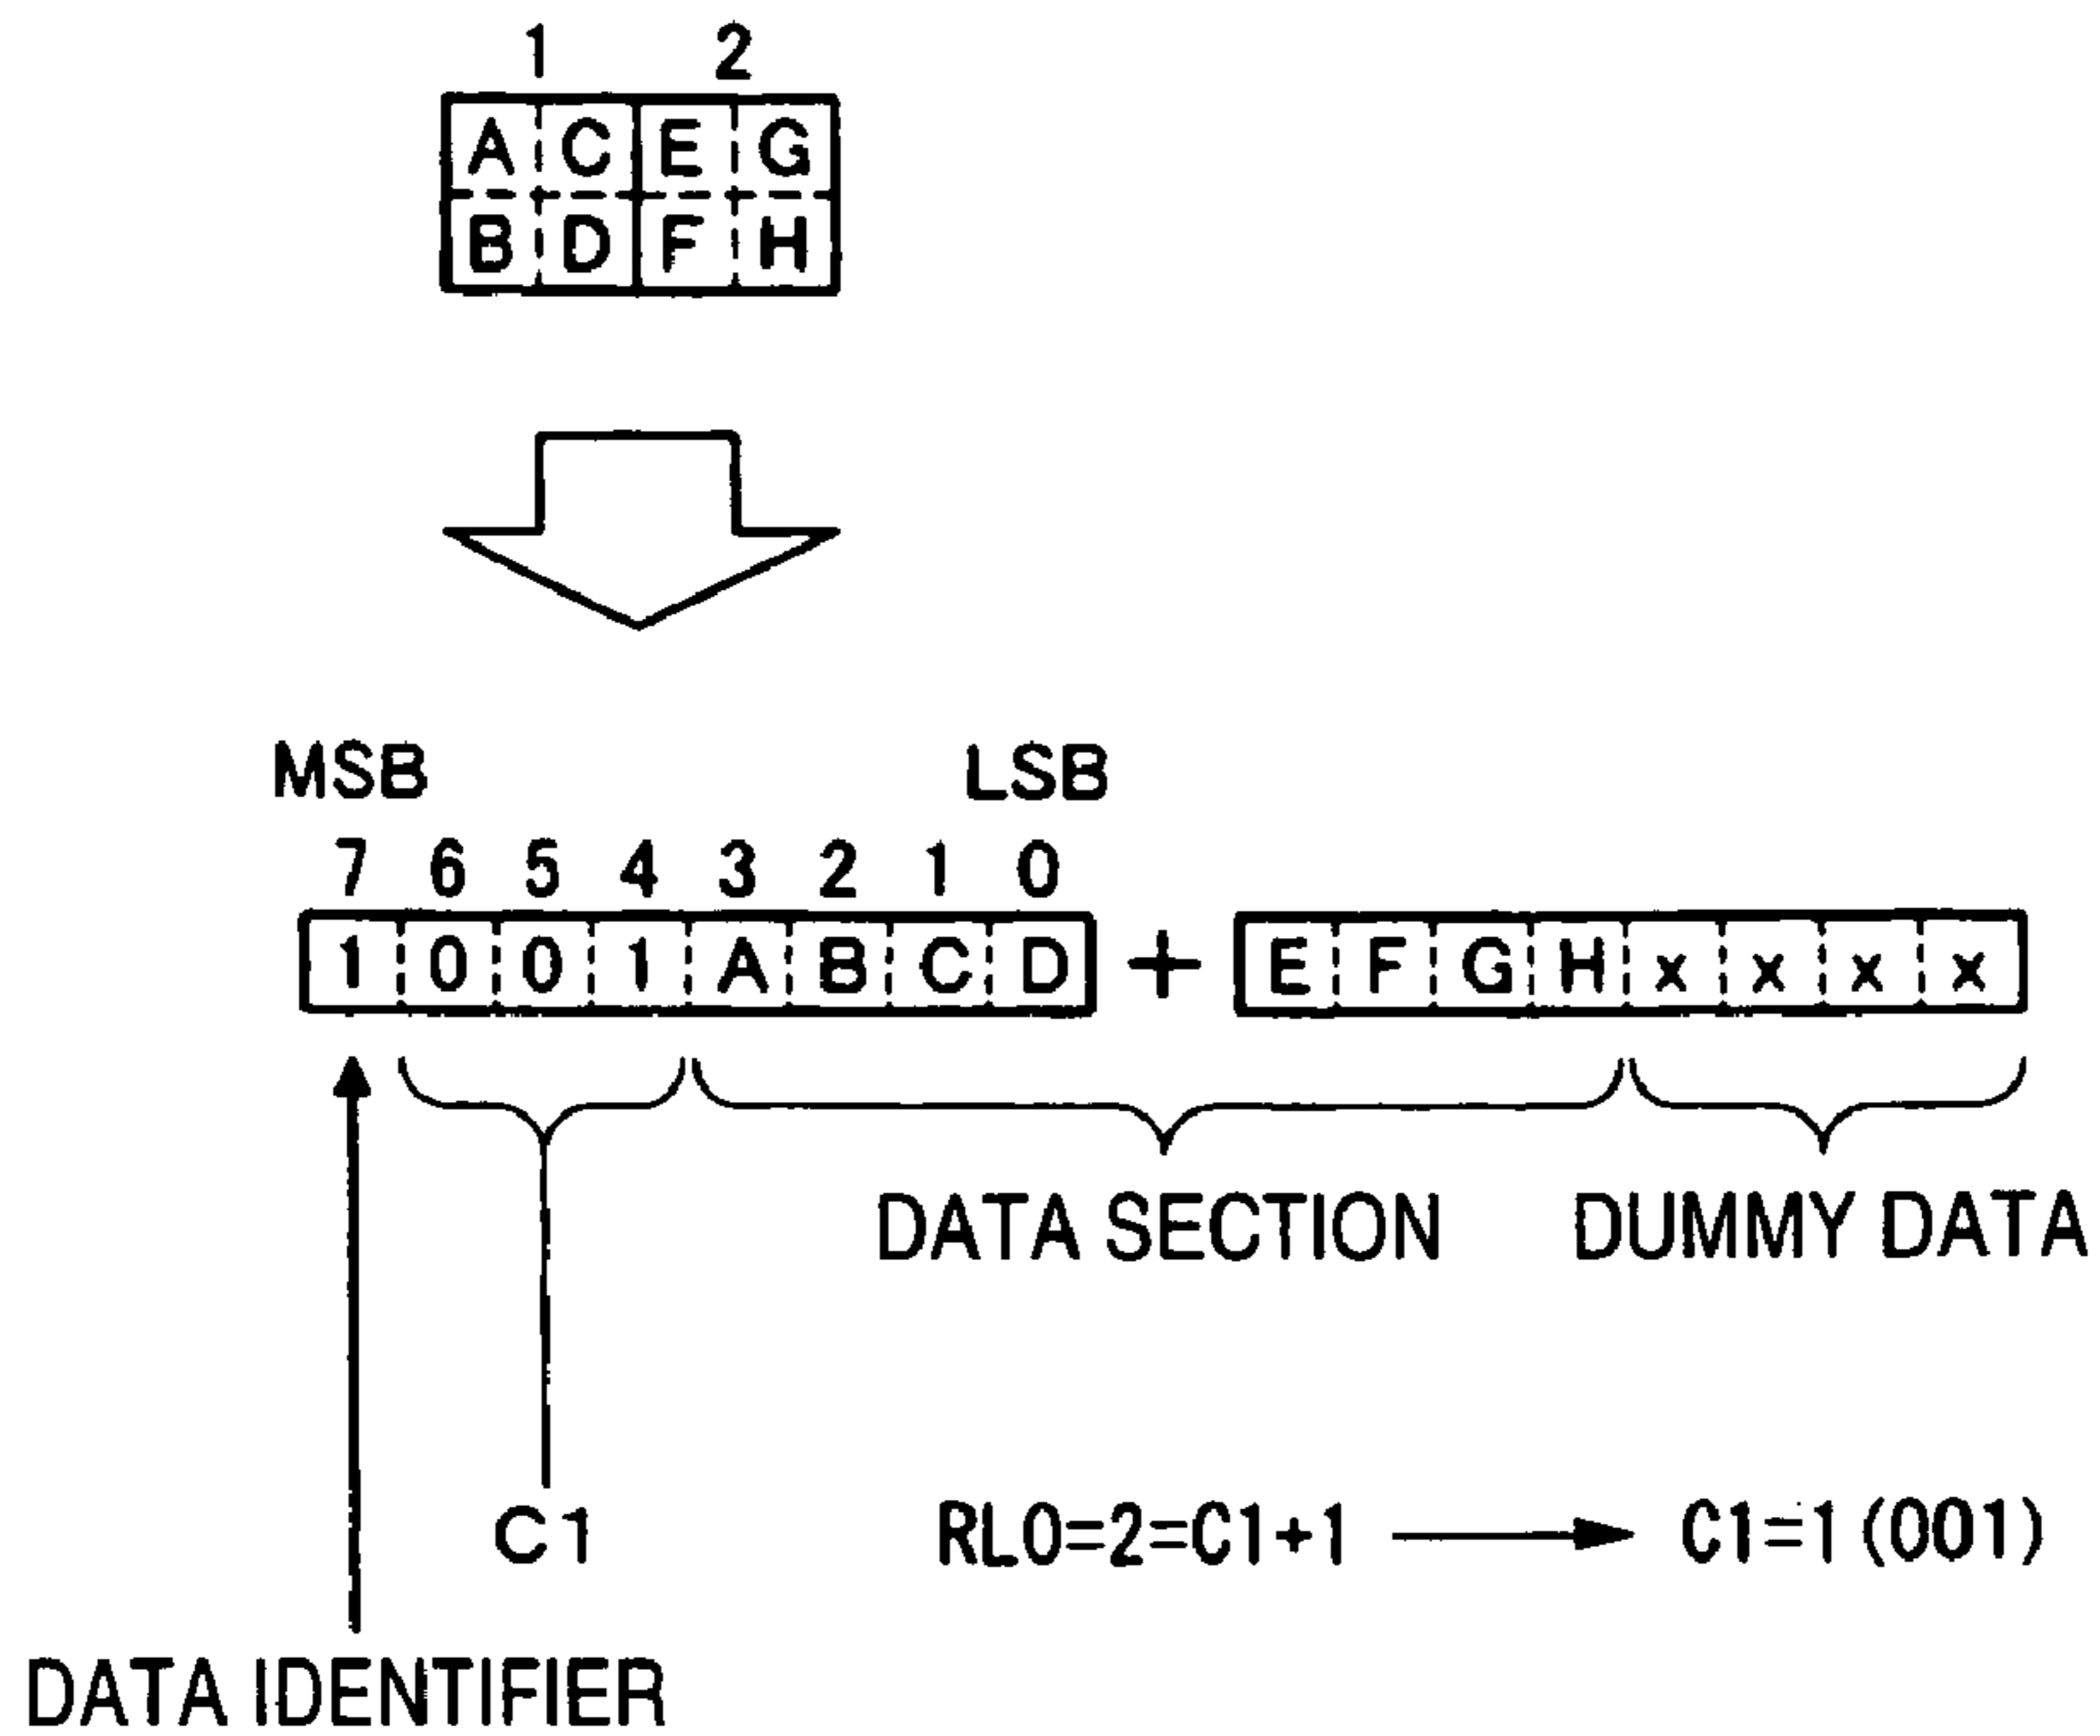 1 2
A C E G
B D F H
MSB LSB
7 6 5 4 3 2 1 0
1 0 0 1 A B C D + E F G H x x x x
DATA SECTION DUMMY DATA
C1 RL0=2=C1+1 C1=1 (001)
DATA IDENTIFIER